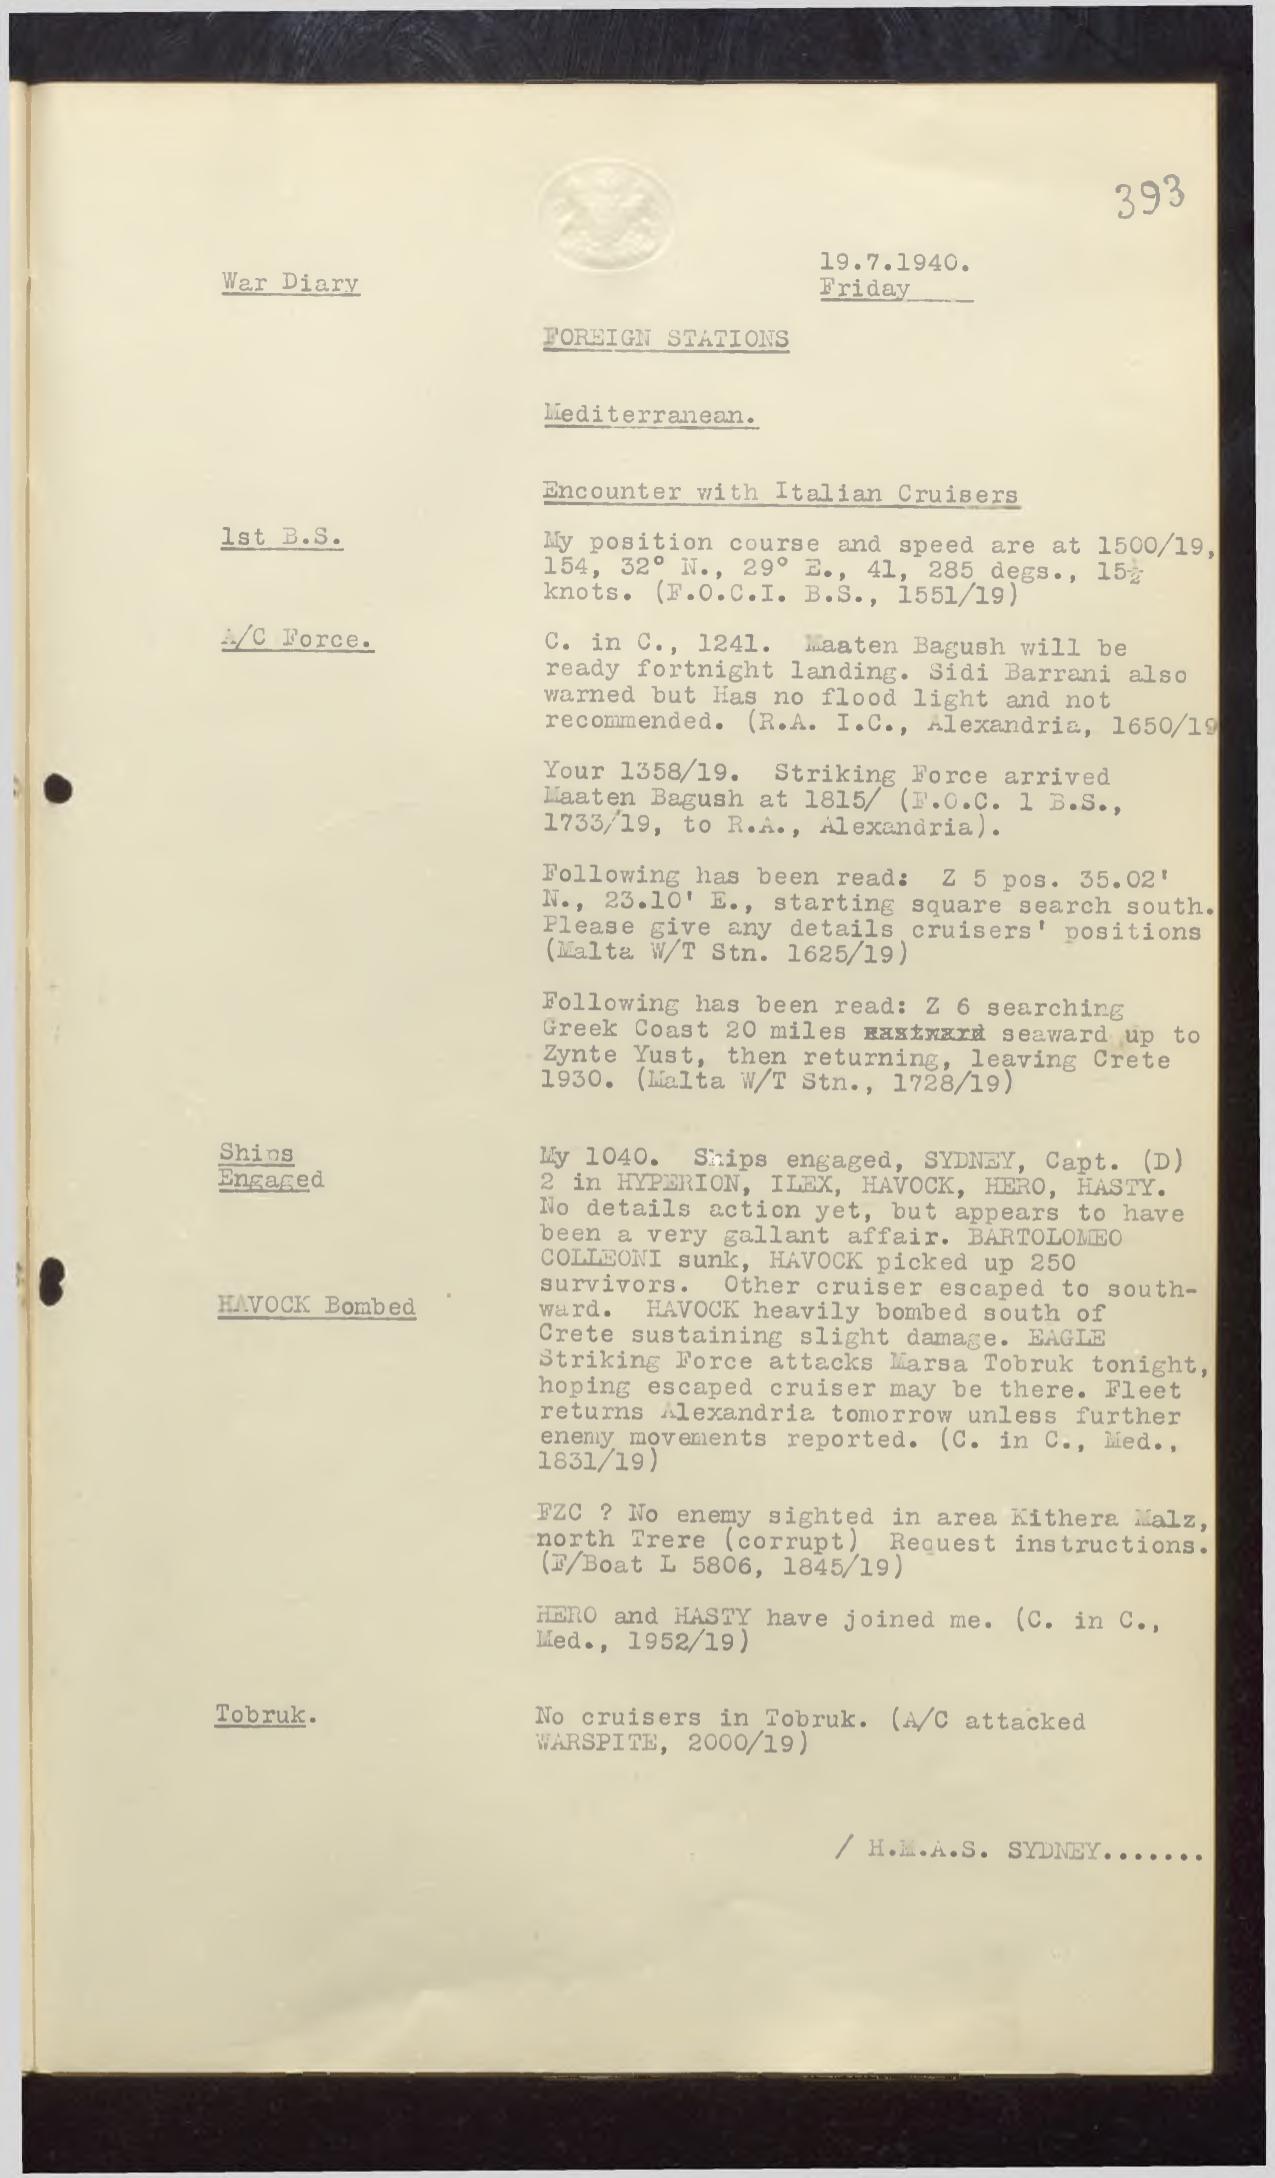 393
19.7.1940.
War Diary
Friday
FOREIGN STATIONS
Mediterranean.
Encounter with Italian Cruisers
1st B.S.
My position course and speed are at 1500/19,
154, 32° N., 29° E., 41, 285 degs., 15½
knots. (F.O.C.I. B.S., 1551/19)
A/C Force.
C. in C., 1241. Maaten Bagush will be
ready fortnight landing. Sidi Barrani also
warned but Has no flood light and not
recommended. (R.A. I.C., Alexandria, 1650/19
Your 1358/19. Striking Force arrived
Maaten Bagush at 1815/ (F.O.C. 1 B.S.,
1733/19, to R.A., Alexandria).
Following has been read: Z 5 pos. 35.02'
N., 23.10' E., starting square search south.
Please give any details cruisers' positions
(Malta W/T Stn. 1625/19)
Following has been read: Z 6 searching
Greek Coast 20 miles eastward seaward up to
Zynte Yust, then returning, leaving Crete
1930. (Malta W/T Stn., 1728/19)
Ships
Engaged
My 1040. Ships engaged, SYDNEY, Capt. (D)
2 in HYPERION, ILEX, HAVOCK, HERO, HASTY.
No details action yet, but appears to have
been a very gallant affair. BARTOLOMEO
COLLEONI sunk, HAVOCK picked up 250
survivors. Other cruiser escaped to south-
HAVOCK Bombed
ward. HAVOCK heavily bombed south of
Crete sustaining slight damage. EAGLE
Striking Force attacks Marsa Tobruk tonight,
hoping escaped cruiser may be there. Fleet
returns Alexandria tomorrow unless further
enemy movements reported. (C. in C., Med.,
1831/19)
FZC ? No enemy sighted in area Kithera Malz,
north Trere (corrupt) Request instructions.
(F/Boat L 5806, 1845/19)
HERO and HASTY have joined me. (C. in C.,
Med., 1952/19)
Tobruk.
No cruisers in Tobruk. (A/C attacked
WARSPITE, 2000/19)
/ H.M.A.S. SYDNEY.......